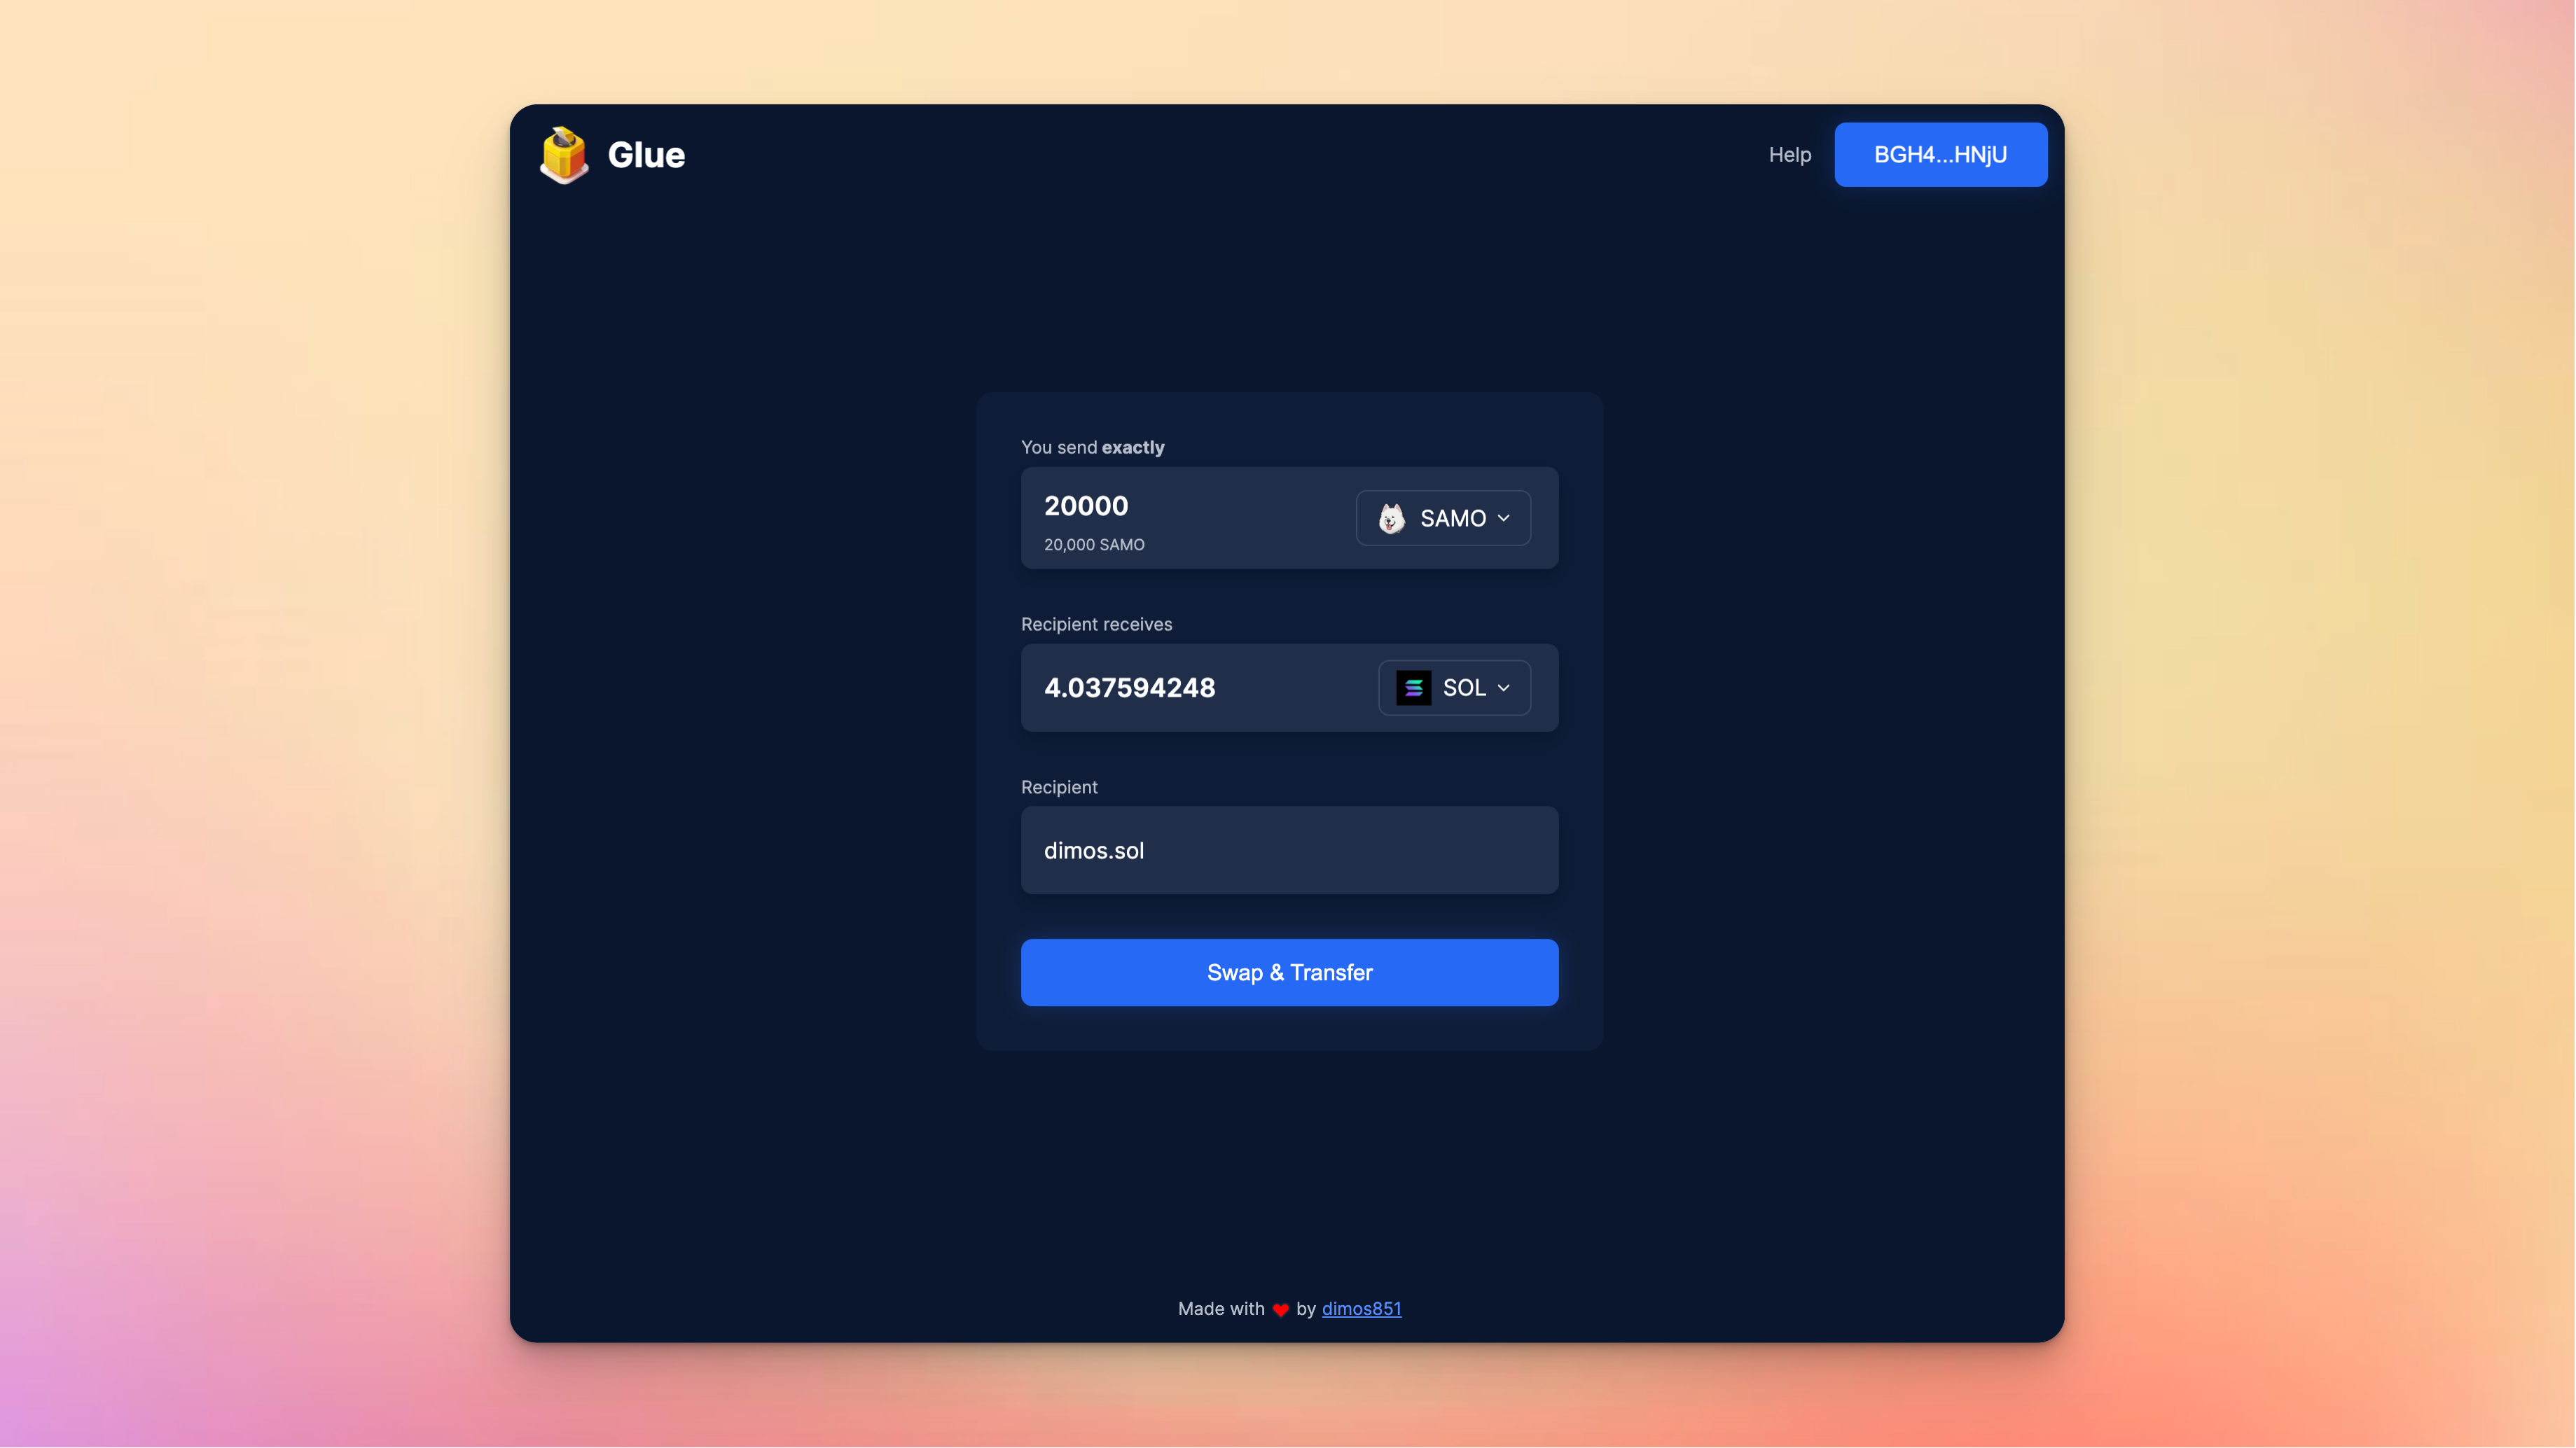 Glue
Help
BGH4...HNjU
You send exactly
20000
SAMO
20,000 SAMO
Recipient receives
4.037594248
SOL
Recipient
dimos.sol
Swap & Transfer
Made with ❤ by dimos851